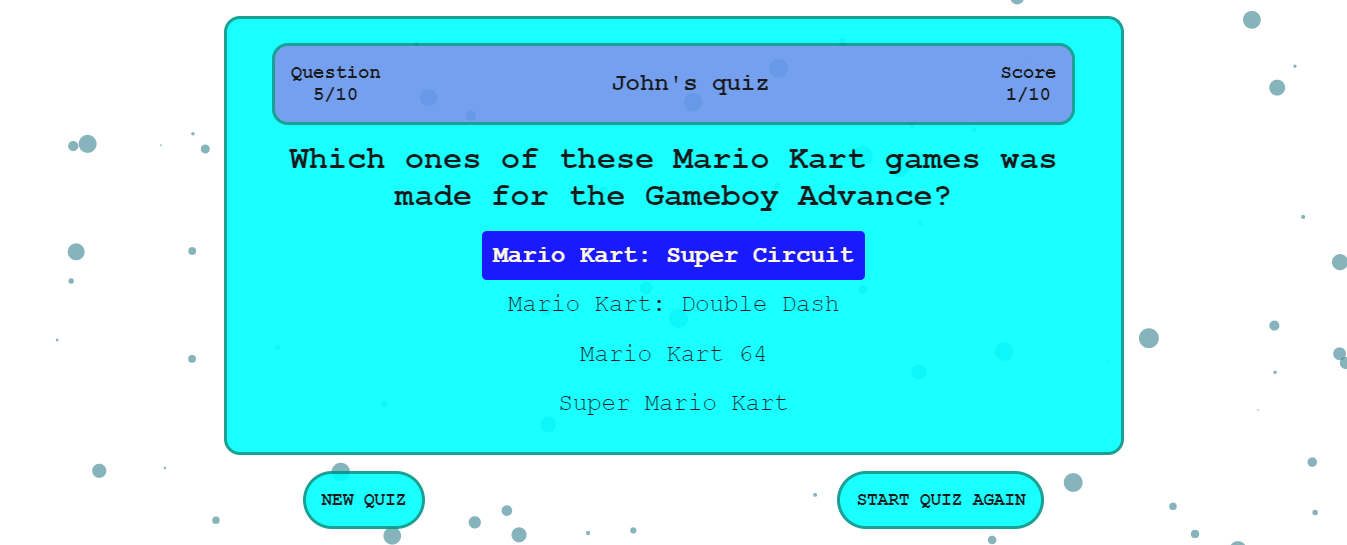 Question
5/10
John's quiz
Score
1/10
Which ones of these Mario Kart games was
made for the Gameboy Advance?
Mario Kart: Super Circuit
Mario Kart: Double Dash
Mario Kart 64
Super Mario Kart
NEW QUIZ
START QUIZ AGAIN